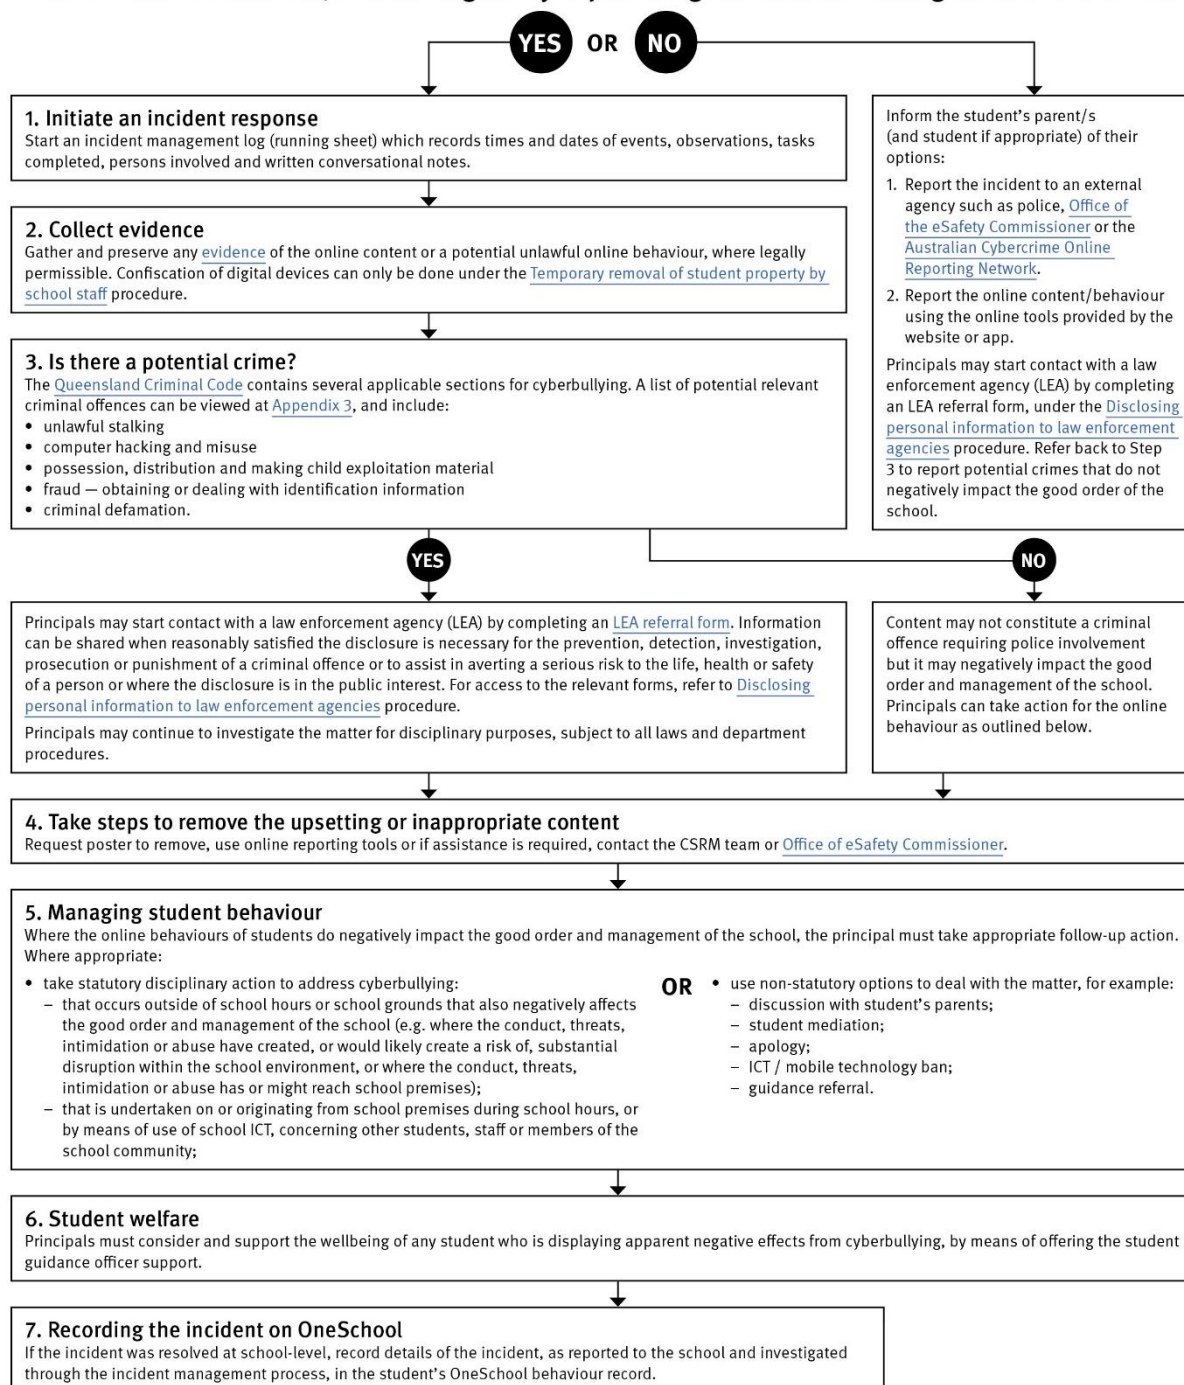 YES OR NO
1. Initiate an incident response
Start an incident management log (running sheet) which records times and dates of events, observations, tasks
completed, persons involved and written conversational notes.
2. Collect evidence
Gather and preserve any evidence of the online content or a potential unlawful online behaviour, where legally
permissible. Confiscation of digital devices can only be done under the Temporary removal of student property by
school staff procedure.
3. Is there a potential crime?
The Queensland Criminal Code contains several applicable sections for cyberbullying. A list of potential relevant
criminal offences can be viewed at Appendix 3, and include:
• unlawful stalking
• computer hacking and misuse
• possession, distribution and making child exploitation material
• fraud — obtaining or dealing with identification information
• criminal defamation.
Inform the student's parent/s
(and student if appropriate) of their
options:
1. Report the incident to an external
agency such as police, Office of
the eSafety Commissioner or the
Australian Cybercrime Online
Reporting Network.
2. Report the online content/behaviour
using the online tools provided by the
website or app.
Principals may start contact with a law
enforcement agency (LEA) by completing
an LEA referral form, under the Disclosing
personal information to law enforcement
agencies procedure. Refer back to Step
3 to report potential crimes that do not
negatively impact the good order of the
school.
YES
NO
Principals may start contact with a law enforcement agency (LEA) by completing an LEA referral form. Information
can be shared when reasonably satisfied the disclosure is necessary for the prevention, detection, investigation,
prosecution or punishment of a criminal offence or to assist in averting a serious risk to the life, health or safety
of a person or where the disclosure is in the public interest. For access to the relevant forms, refer to Disclosing
personal information to law enforcement agencies procedure.
Principals may continue to investigate the matter for disciplinary purposes, subject to all laws and department
procedures.
Content may not constitute a criminal
offence requiring police involvement
but it may negatively impact the good
order and management of the school.
Principals can take action for the online
behaviour as outlined below.
4. Take steps to remove the upsetting or inappropriate content
Request poster to remove, use online reporting tools or if assistance is required, contact the CSRM team or Office of eSafety Commissioner.
5. Managing student behaviour
Where the online behaviours of students do negatively impact the good order and management of the school, the principal must take appropriate follow-up action.
Where appropriate:
• take statutory disciplinary action to address cyberbullying:
– that occurs outside of school hours or school grounds that also negatively affects
the good order and management of the school (e.g. where the conduct, threats,
intimidation or abuse have created, or would likely create a risk of, substantial
disruption within the school environment, or where the conduct, threats,
intimidation or abuse has or might reach school premises);
– that is undertaken on or originating from school premises during school hours, or
by means of use of school ICT, concerning other students, staff or members of the
school community;
OR
• use non-statutory options to deal with the matter, for example:
– discussion with student's parents;
– student mediation;
– apology;
– ICT / mobile technology ban;
– guidance referral.
6. Student welfare
Principals must consider and support the wellbeing of any student who is displaying apparent negative effects from cyberbullying, by means of offering the student
guidance officer support.
7. Recording the incident on OneSchool
If the incident was resolved at school-level, record details of the incident, as reported to the school and investigated
through the incident management process, in the student's OneSchool behaviour record.